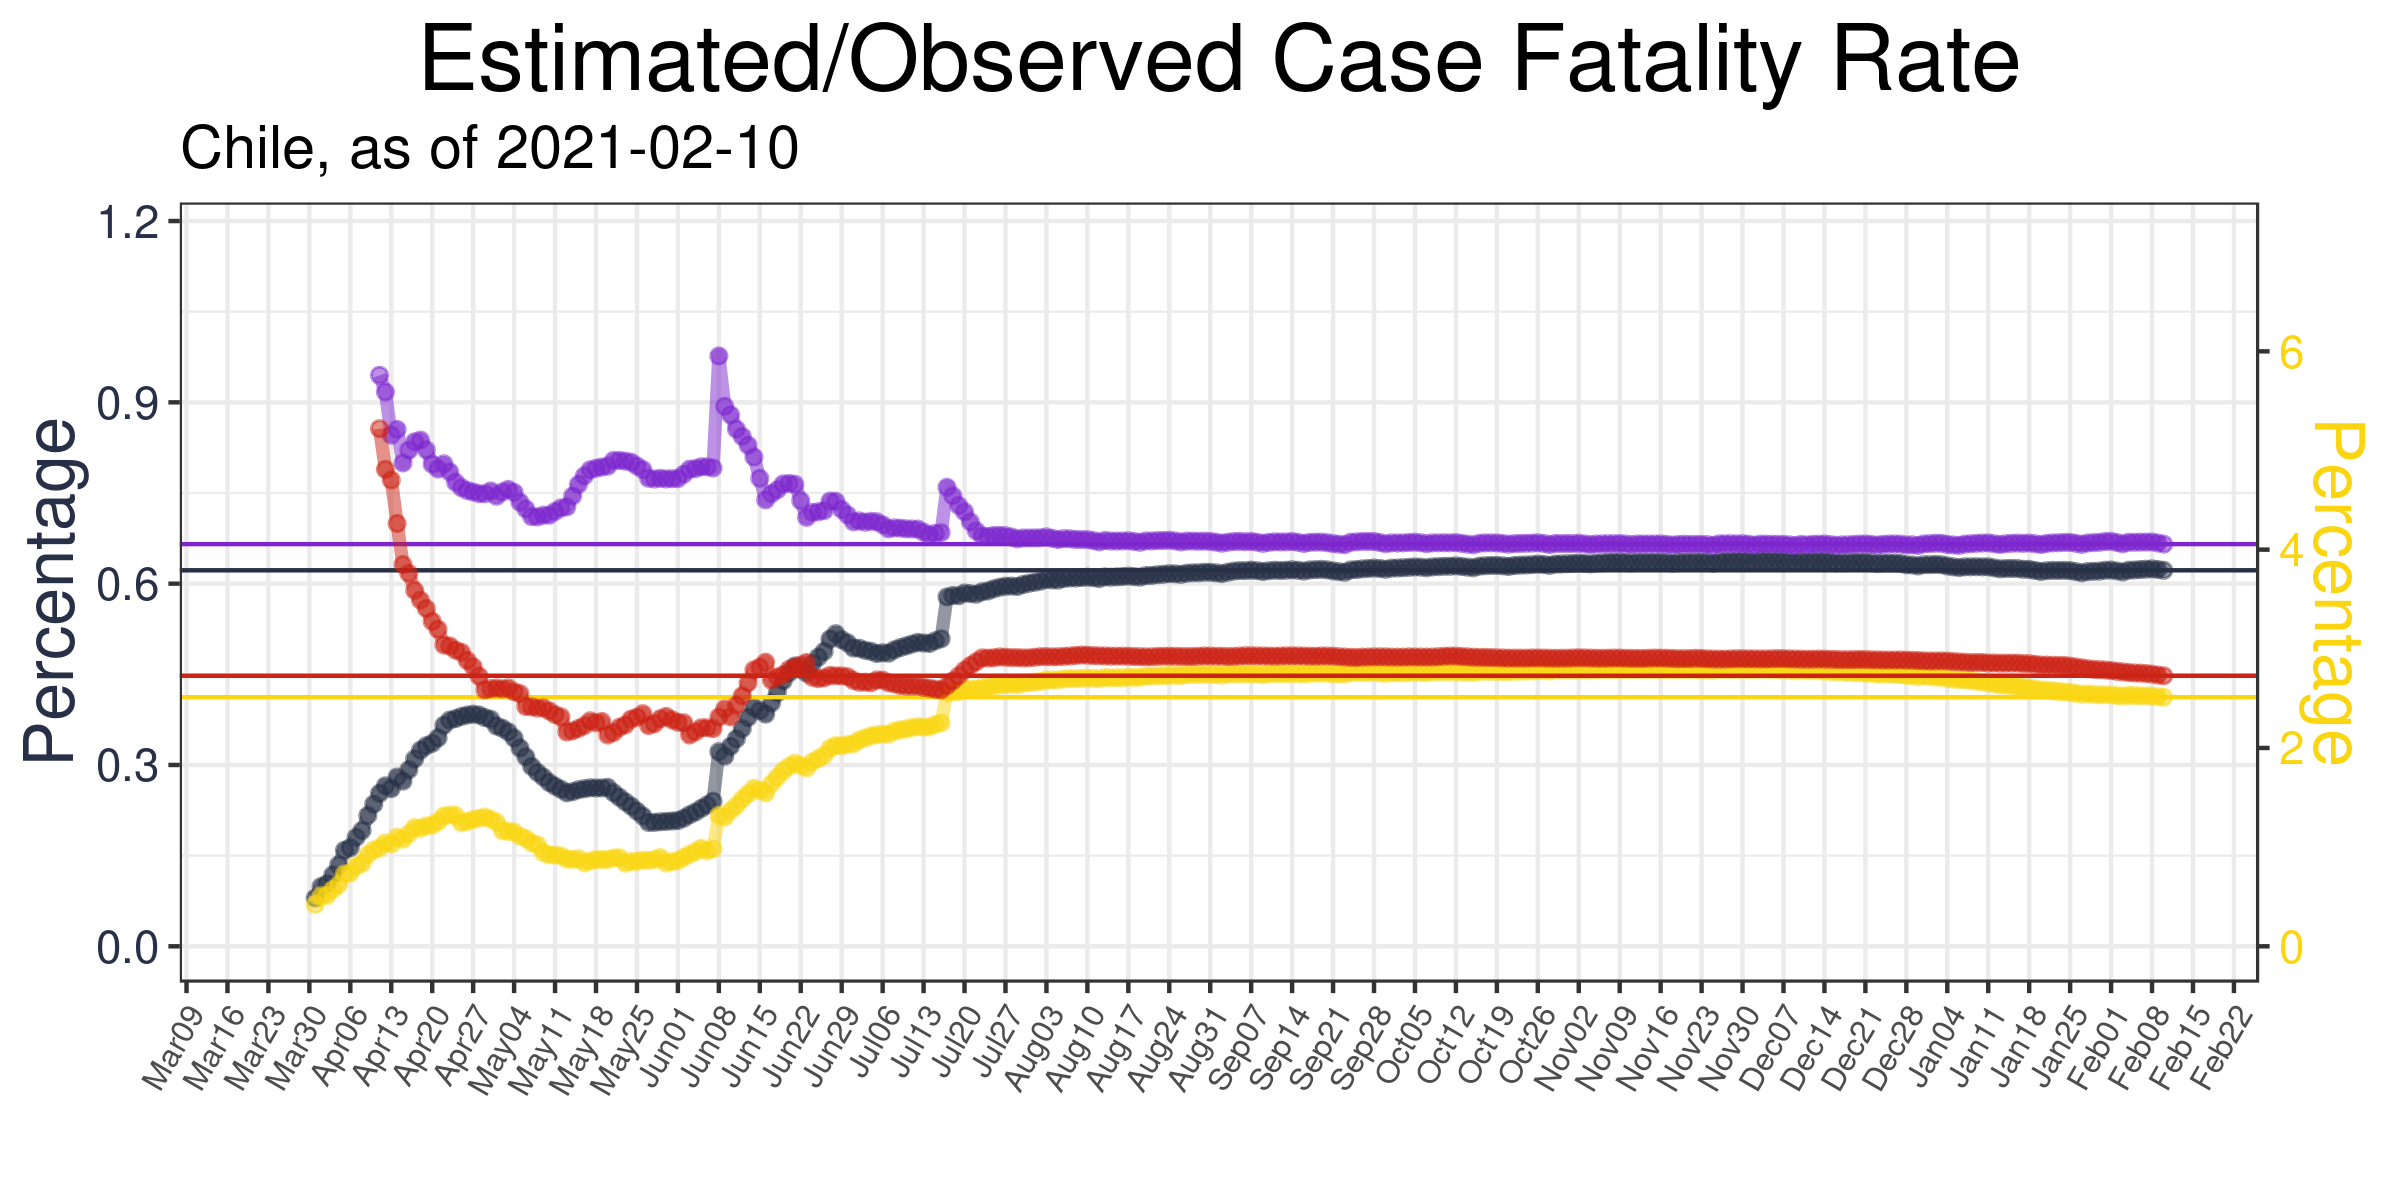 Estimated/Observed Case Fatality Rate
Chile, as of 2021-02-10
Percentage
1.2
0.9
0.6
0.3
0.0
6
4
2
0
Percentage
Mar09 Mar16 Mar23 Mar30 Apr06 Apr13 Apr20 Apr27 May04 May11 May18 May25 Jun01 Jun08 Jun15 Jun22 Jun29 Jul06 Jul13 Jul20 Jul27 Aug03 Aug10 Aug17 Aug24 Aug31 Sep07 Sep14 Sep21 Sep28 Oct05 Oct12 Oct19 Oct26 Nov02 Nov09 Nov16 Nov23 Nov30 Dec07 Dec14 Dec21 Dec28 Jan04 Jan11 Jan18 Jan25 Feb01 Feb08 Feb15 Feb22